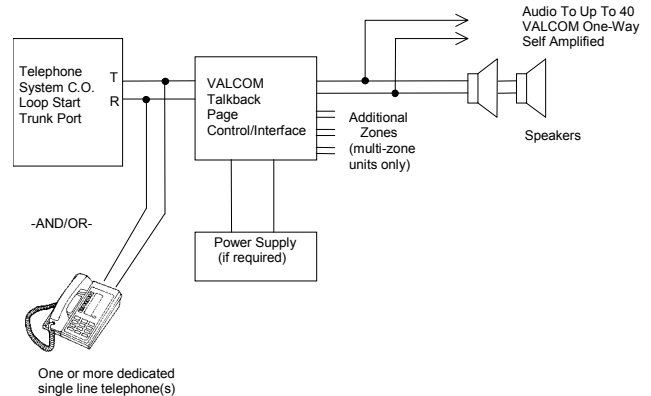 Audio To Up To 40
VALCOM One-Way
Self Amplified
Telephone
System C.O.
Loop Start
Trunk Port
T
R
VALCOM
Talkback
Page
Control/Interface
Additional
Zones
(multi-zone
units only)
Speakers
-AND/OR-
Power Supply
(if required)
One or more dedicated
single line telephone(s)